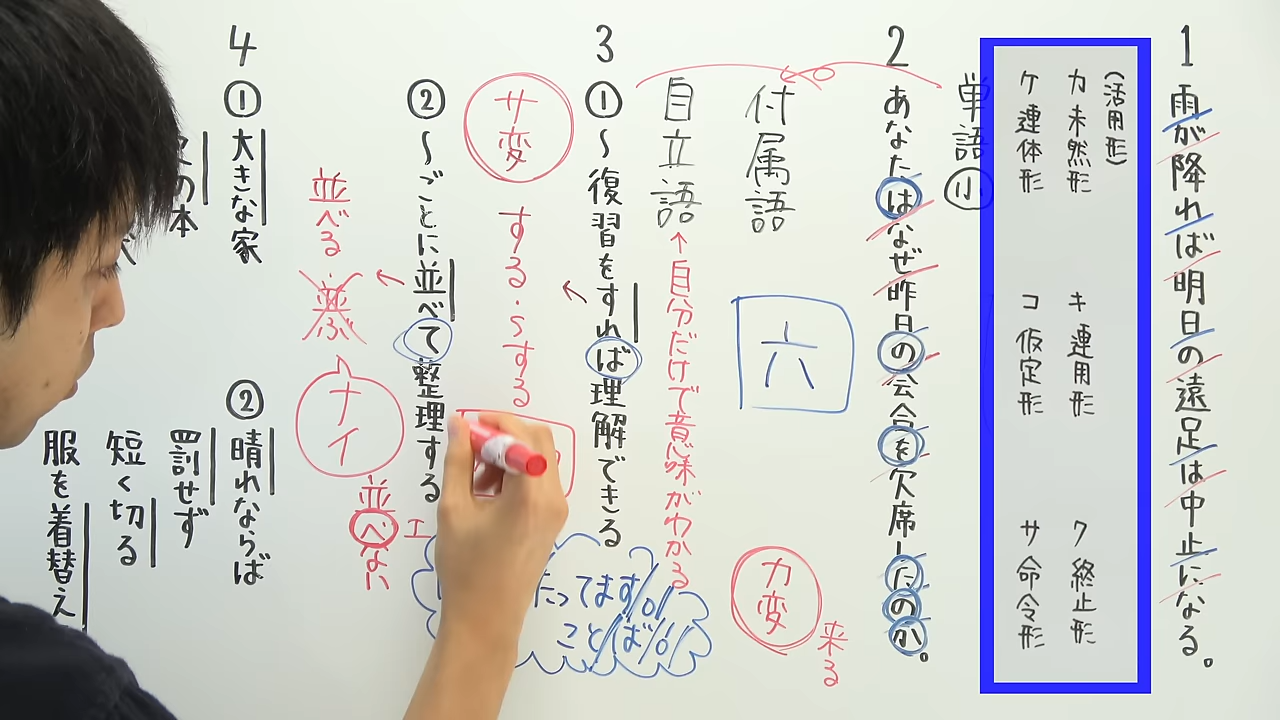 1
雨が降れば明日の遠足は中止になる。
(活用形)
カ 未然形
キ 連用形
ク 終止形
ケ 連体形
コ 仮定形
サ 命令形
単語 小
2
あなたはなぜ昨日の会合を欠席したのか。
付属語
六
カ変
来る
自立語
↑自分だけで意味がわかる
3
① 〜復習をすれば理解できる
サ変
する・らする
たってます%!
ことば%!
② 〜ごとに並べて整理する
並べる
並ぶ
ナイ
並べない
エ
4
① 大きな家
の本
② 晴れならば
罰せず
短く切る
服を着替え